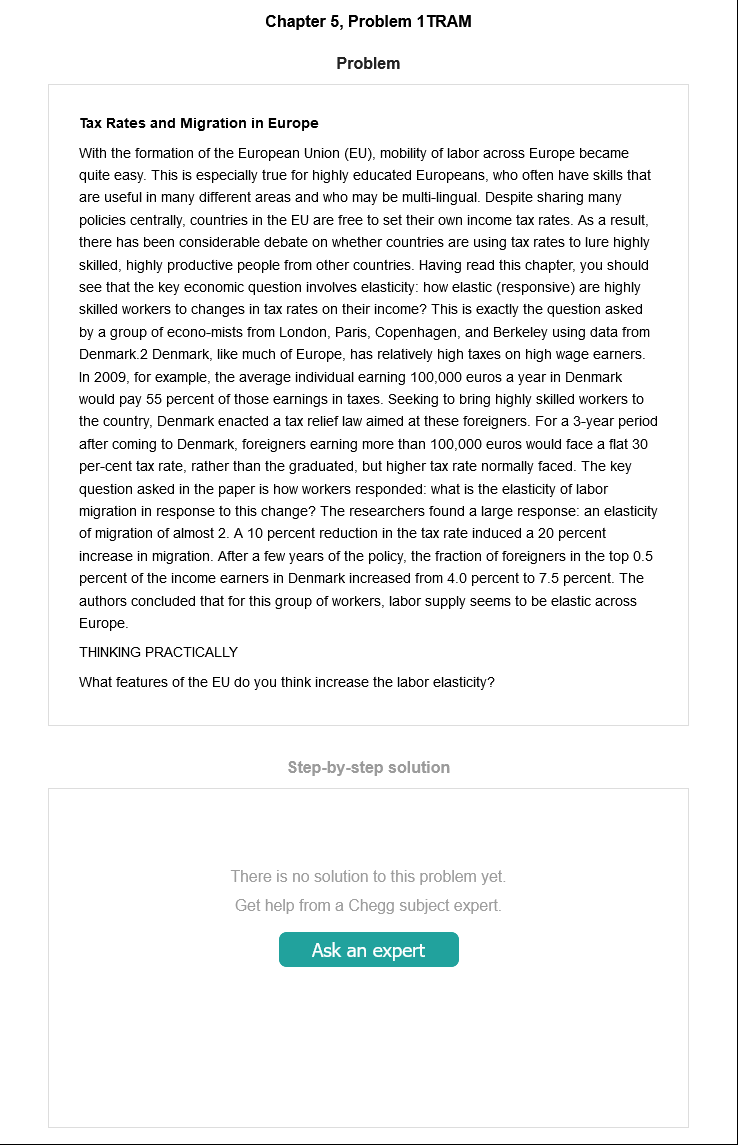 Chapter 5, Problem 1TRAM
Problem
Tax Rates and Migration in Europe
With the formation of the European Union (EU), mobility of labor across Europe became
quite easy. This is especially true for highly educated Europeans, who often have skills that
are useful in many different areas and who may be multi-lingual. Despite sharing many
policies centrally, countries in the EU are free to set their own income tax rates. As a result,
there has been considerable debate on whether countries are using tax rates to lure highly
skilled, highly productive people from other countries. Having read this chapter, you should
see that the key economic question involves elasticity: how elastic (responsive) are highly
skilled workers to changes in tax rates on their income? This is exactly the question asked
by a group of econo-mists from London, Paris, Copenhagen, and Berkeley using data from
Denmark.2 Denmark, like much of Europe, has relatively high taxes on high wage earners.
In 2009, for example, the average individual earning 100,000 euros a year in Denmark
would pay 55 percent of those earnings in taxes. Seeking to bring highly skilled workers to
the country, Denmark enacted a tax relief law aimed at these foreigners. For a 3-year period
after coming to Denmark, foreigners earning more than 100,000 euros would face a flat 30
per-cent tax rate, rather than the graduated, but higher tax rate normally faced. The key
question asked in the paper is how workers responded: what is the elasticity of labor
migration in response to this change? The researchers found a large response: an elasticity
of migration of almost 2. A 10 percent reduction in the tax rate induced a 20 percent
increase in migration. After a few years of the policy, the fraction of foreigners in the top 0.5
percent of the income earners in Denmark increased from 4.0 percent to 7.5 percent. The
authors concluded that for this group of workers, labor supply seems to be elastic across
Europe.
THINKING PRACTICALLY
What features of the EU do you think increase the labor elasticity?
Step-by-step solution
There is no solution to this problem yet.
Get help from a Chegg subject expert.
Ask an expert